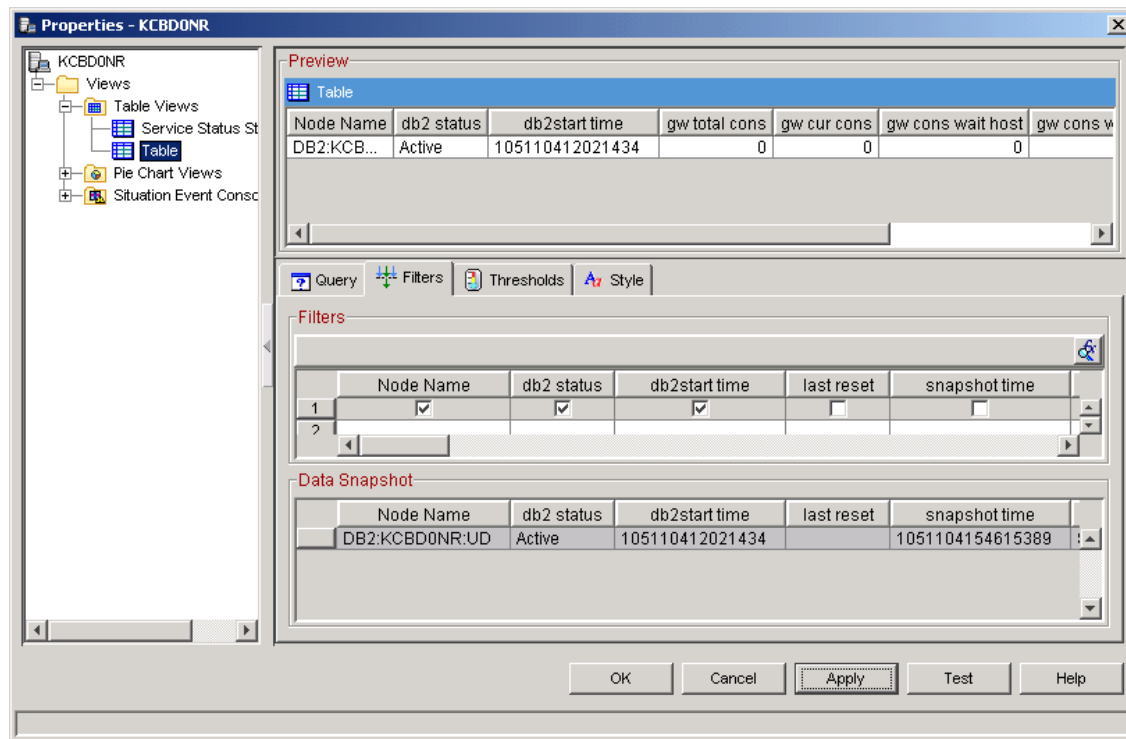 Properties - KCBD0NR
KCBD0NR
Views
Table Views
Service Status St
Table
Pie Chart Views
Situation Event Consc
Preview
Table
Node Name db2 status db2start time gw total cons gw cur cons gw cons wait host gw cons w
DB2:KCB... Active 105110412021434 0 0 0
Query Filters Thresholds Style
Filters
Node Name db2 status db2start time last reset snapshot time
1
2
Data Snapshot
Node Name db2 status db2start time last reset snapshot time
DB2:KCBD0NR:UD Active 105110412021434 1051104154615389
OK Cancel Apply Test Help